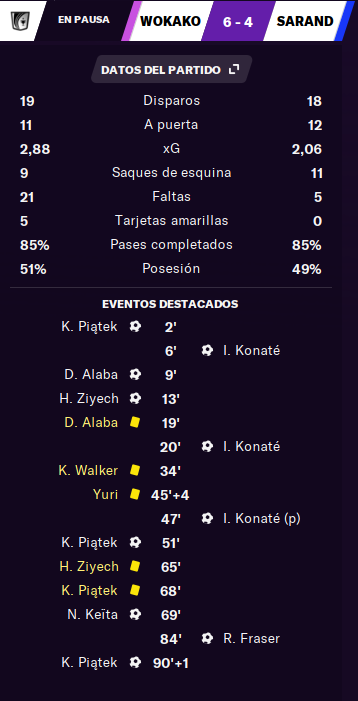 EN PAUSA WOKAKO 6 - 4 SARAND
DATOS DEL PARTIDO
19 Disparos 18
11 A puerta 12
2,88 xG 2,06
9 Saques de esquina 11
21 Faltas 5
5 Tarjetas amarillas 0
85% Pases completados 85%
51% Posesión 49%
EVENTOS DESTACADOS
K. Piątek 2'
6' I. Konaté
D. Alaba 9'
H. Ziyech 13'
D. Alaba 19'
20' I. Konaté
K. Walker 34'
Yuri 45'+4
47' I. Konaté (p)
K. Piątek 51'
H. Ziyech 65'
K. Piątek 68'
N. Keïta 69'
84' R. Fraser
K. Piątek 90'+1